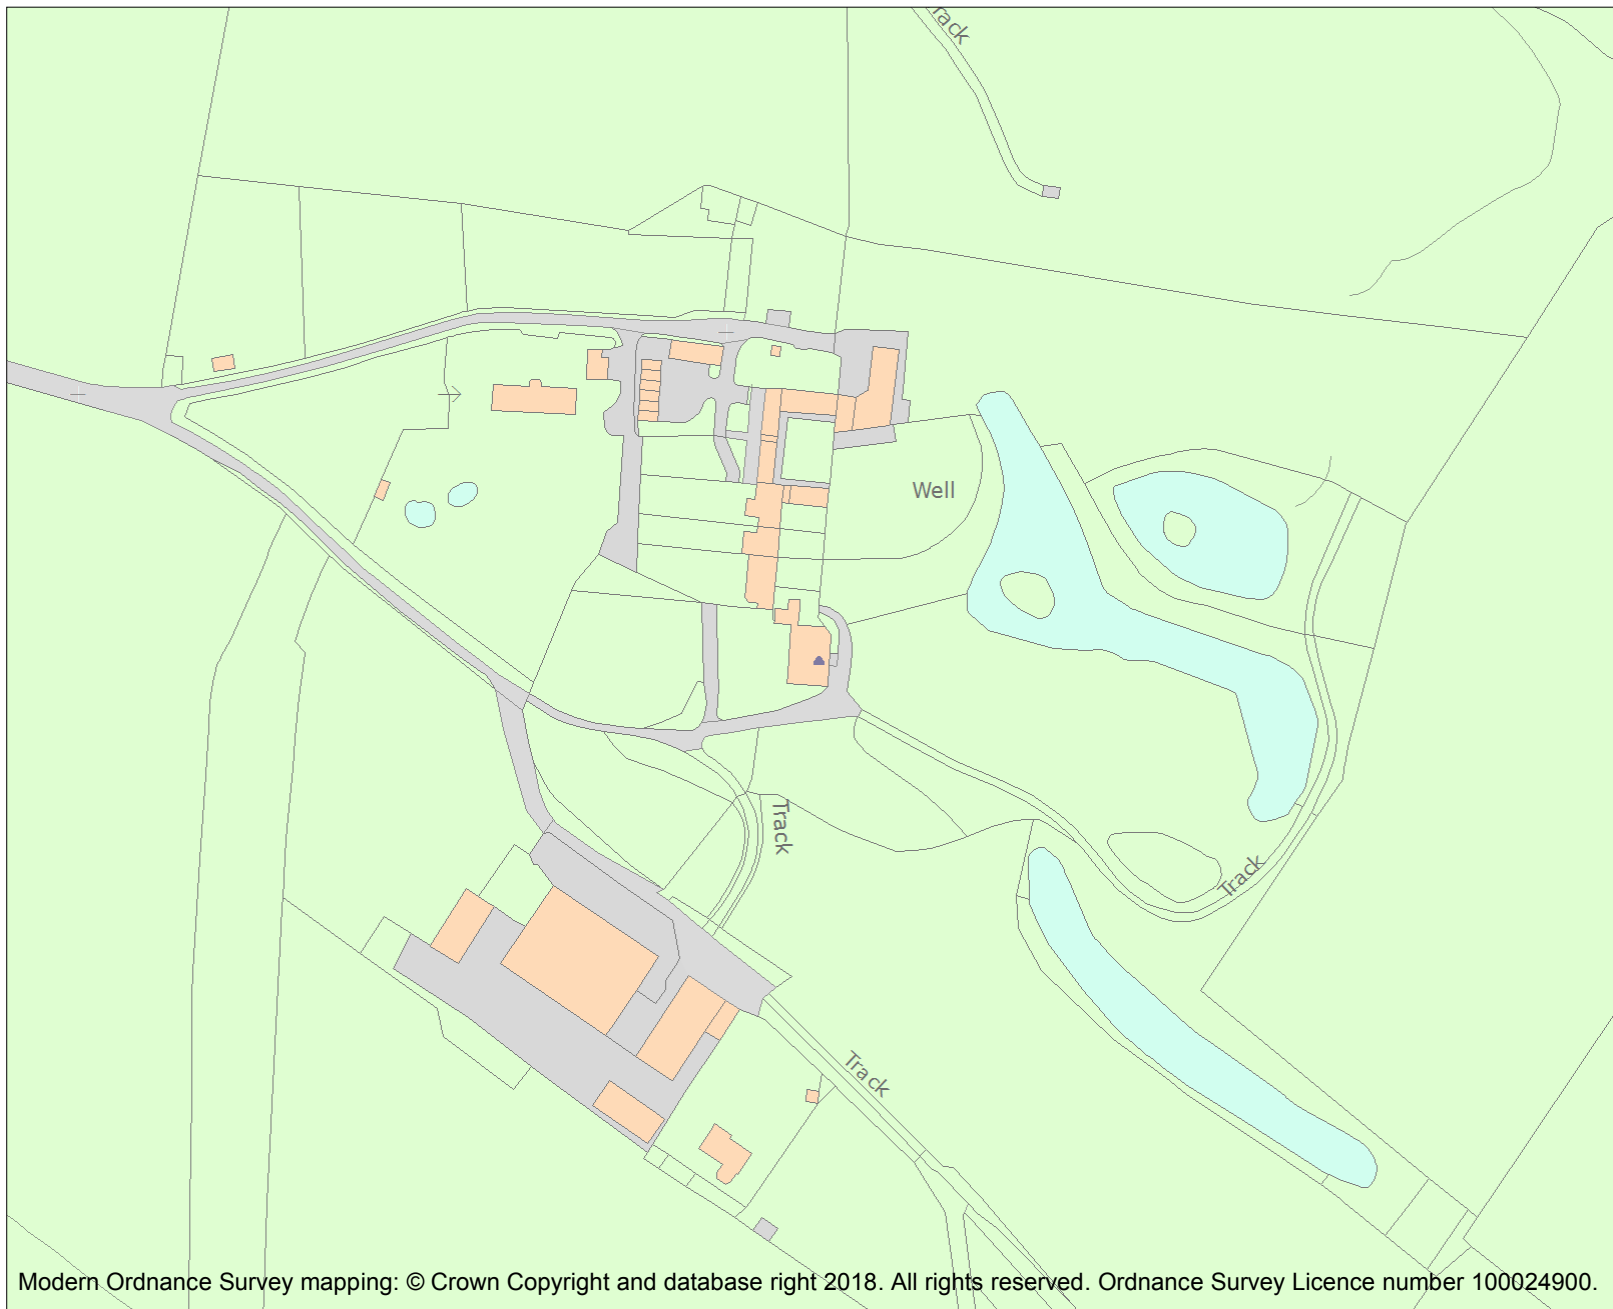 rack
Well
Track
Track
Track
Modern Ordnance Survey mapping: © Crown Copyright and database right 2018. All rights reserved. Ordnance Survey Licence number 100024900.